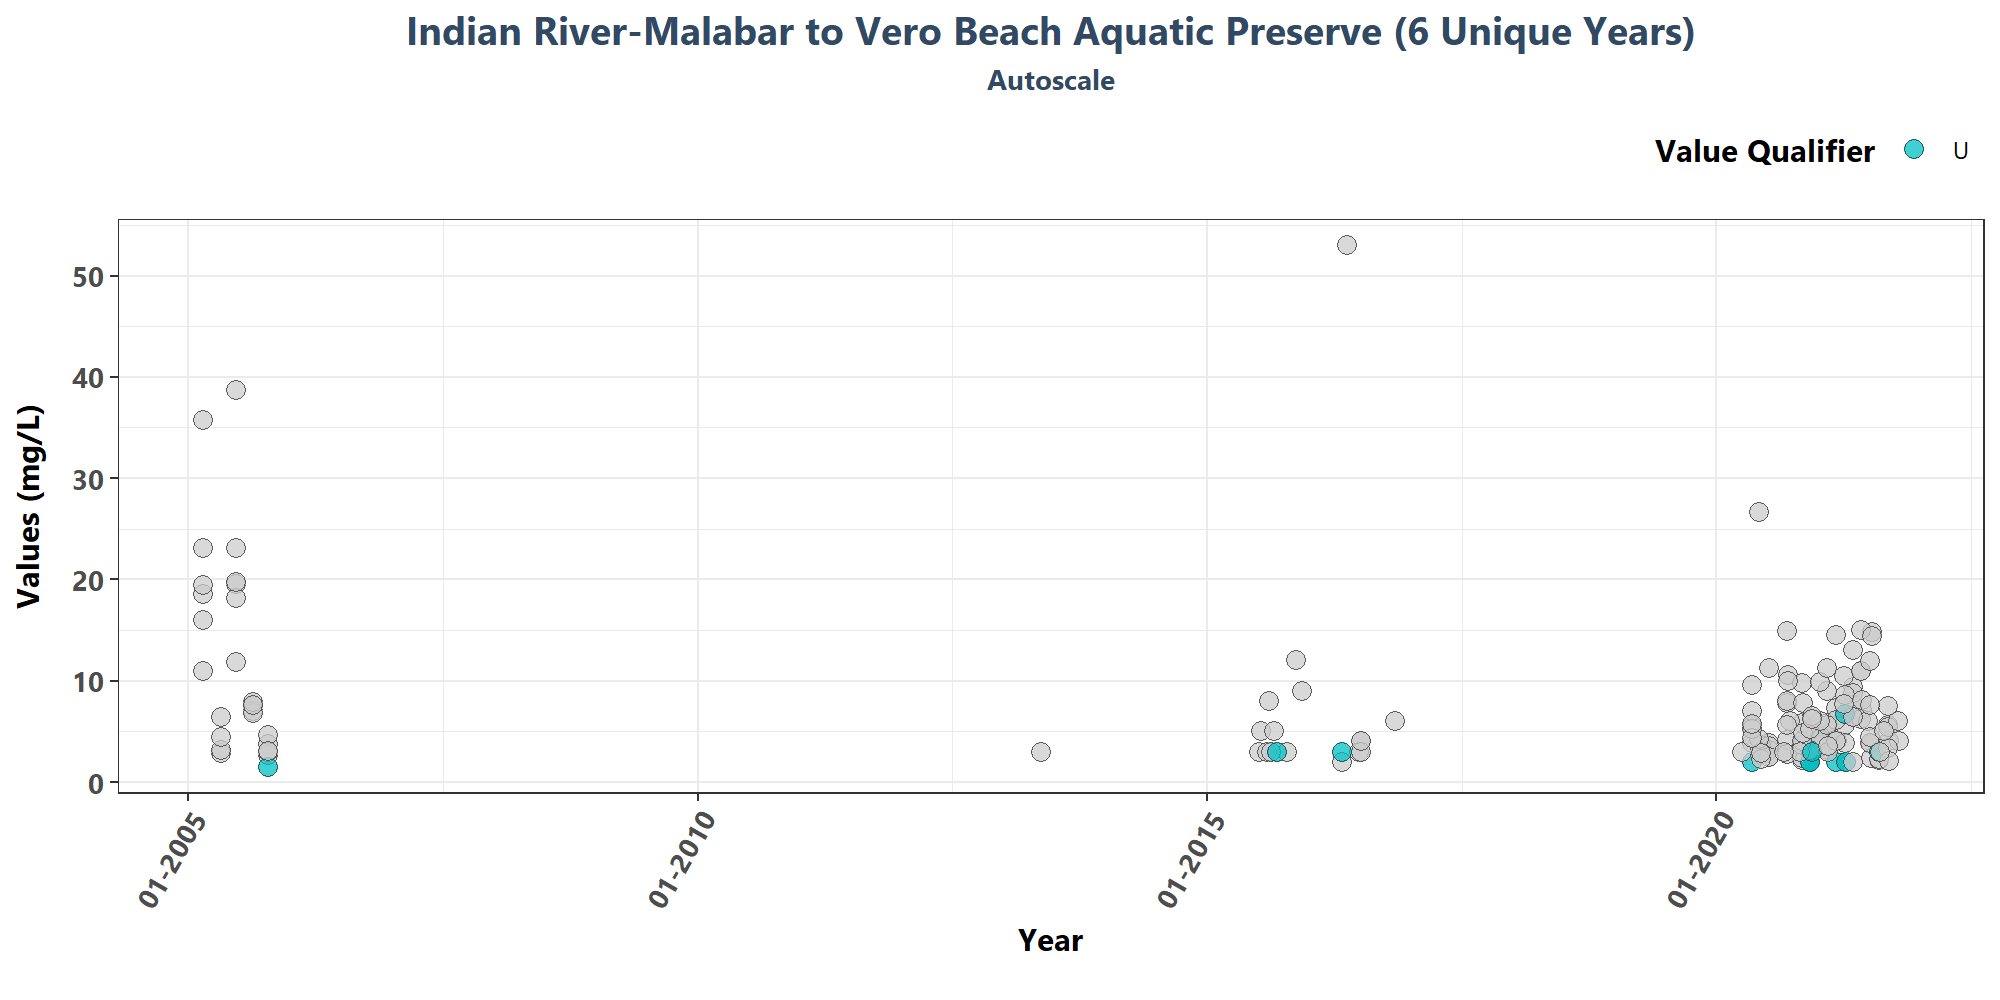 Indian River-Malabar to Vero Beach Aquatic Preserve (6 Unique Years)
Autoscale
Value Qualifier U
Values (mg/L)
50
40
30
20
10
0
01-2005 01-2010 01-2015 01-2020
Year